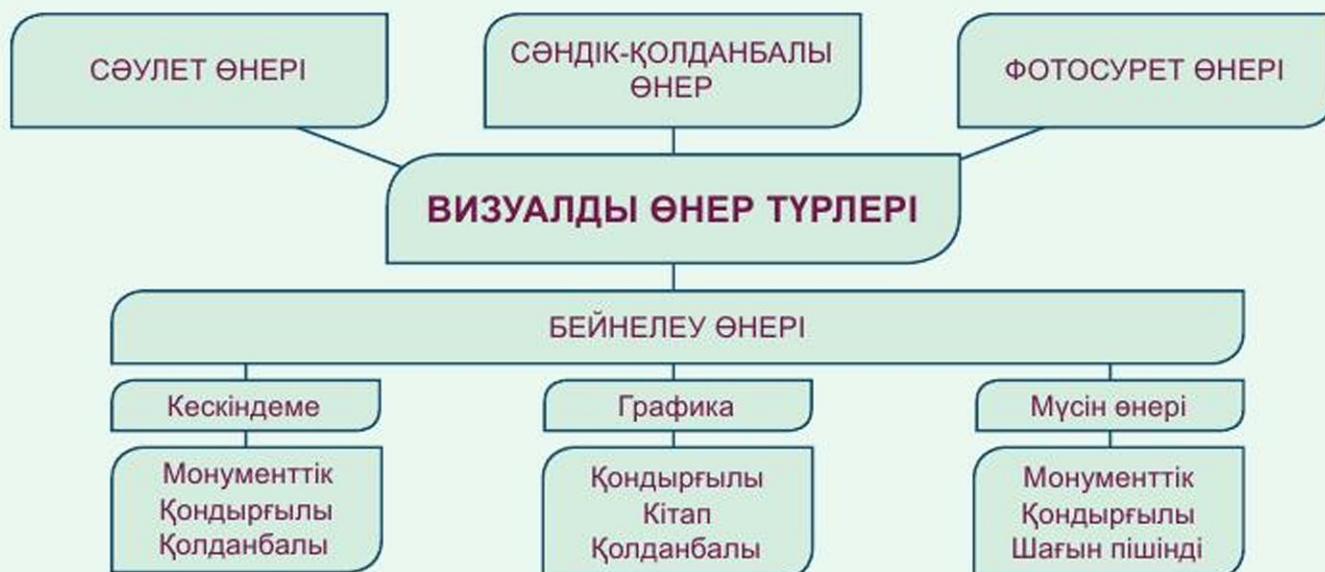 СӘУЛЕТ ӨНЕРІ
СӘНДІК-ҚОЛДАНБАЛЫ
ӨНЕР
ФОТОСУРЕТ ӨНЕРІ
ВИЗУАЛДЫ ӨНЕР ТҮРЛЕРІ
БЕЙНЕЛЕУ ӨНЕРІ
Кескіндеме
Монументтік
Қондырғылы
Қолданбалы
Графика
Қондырғылы
Кітап
Қолданбалы
Мүсін өнері
Монументтік
Қондырғылы
Шағын пішінді